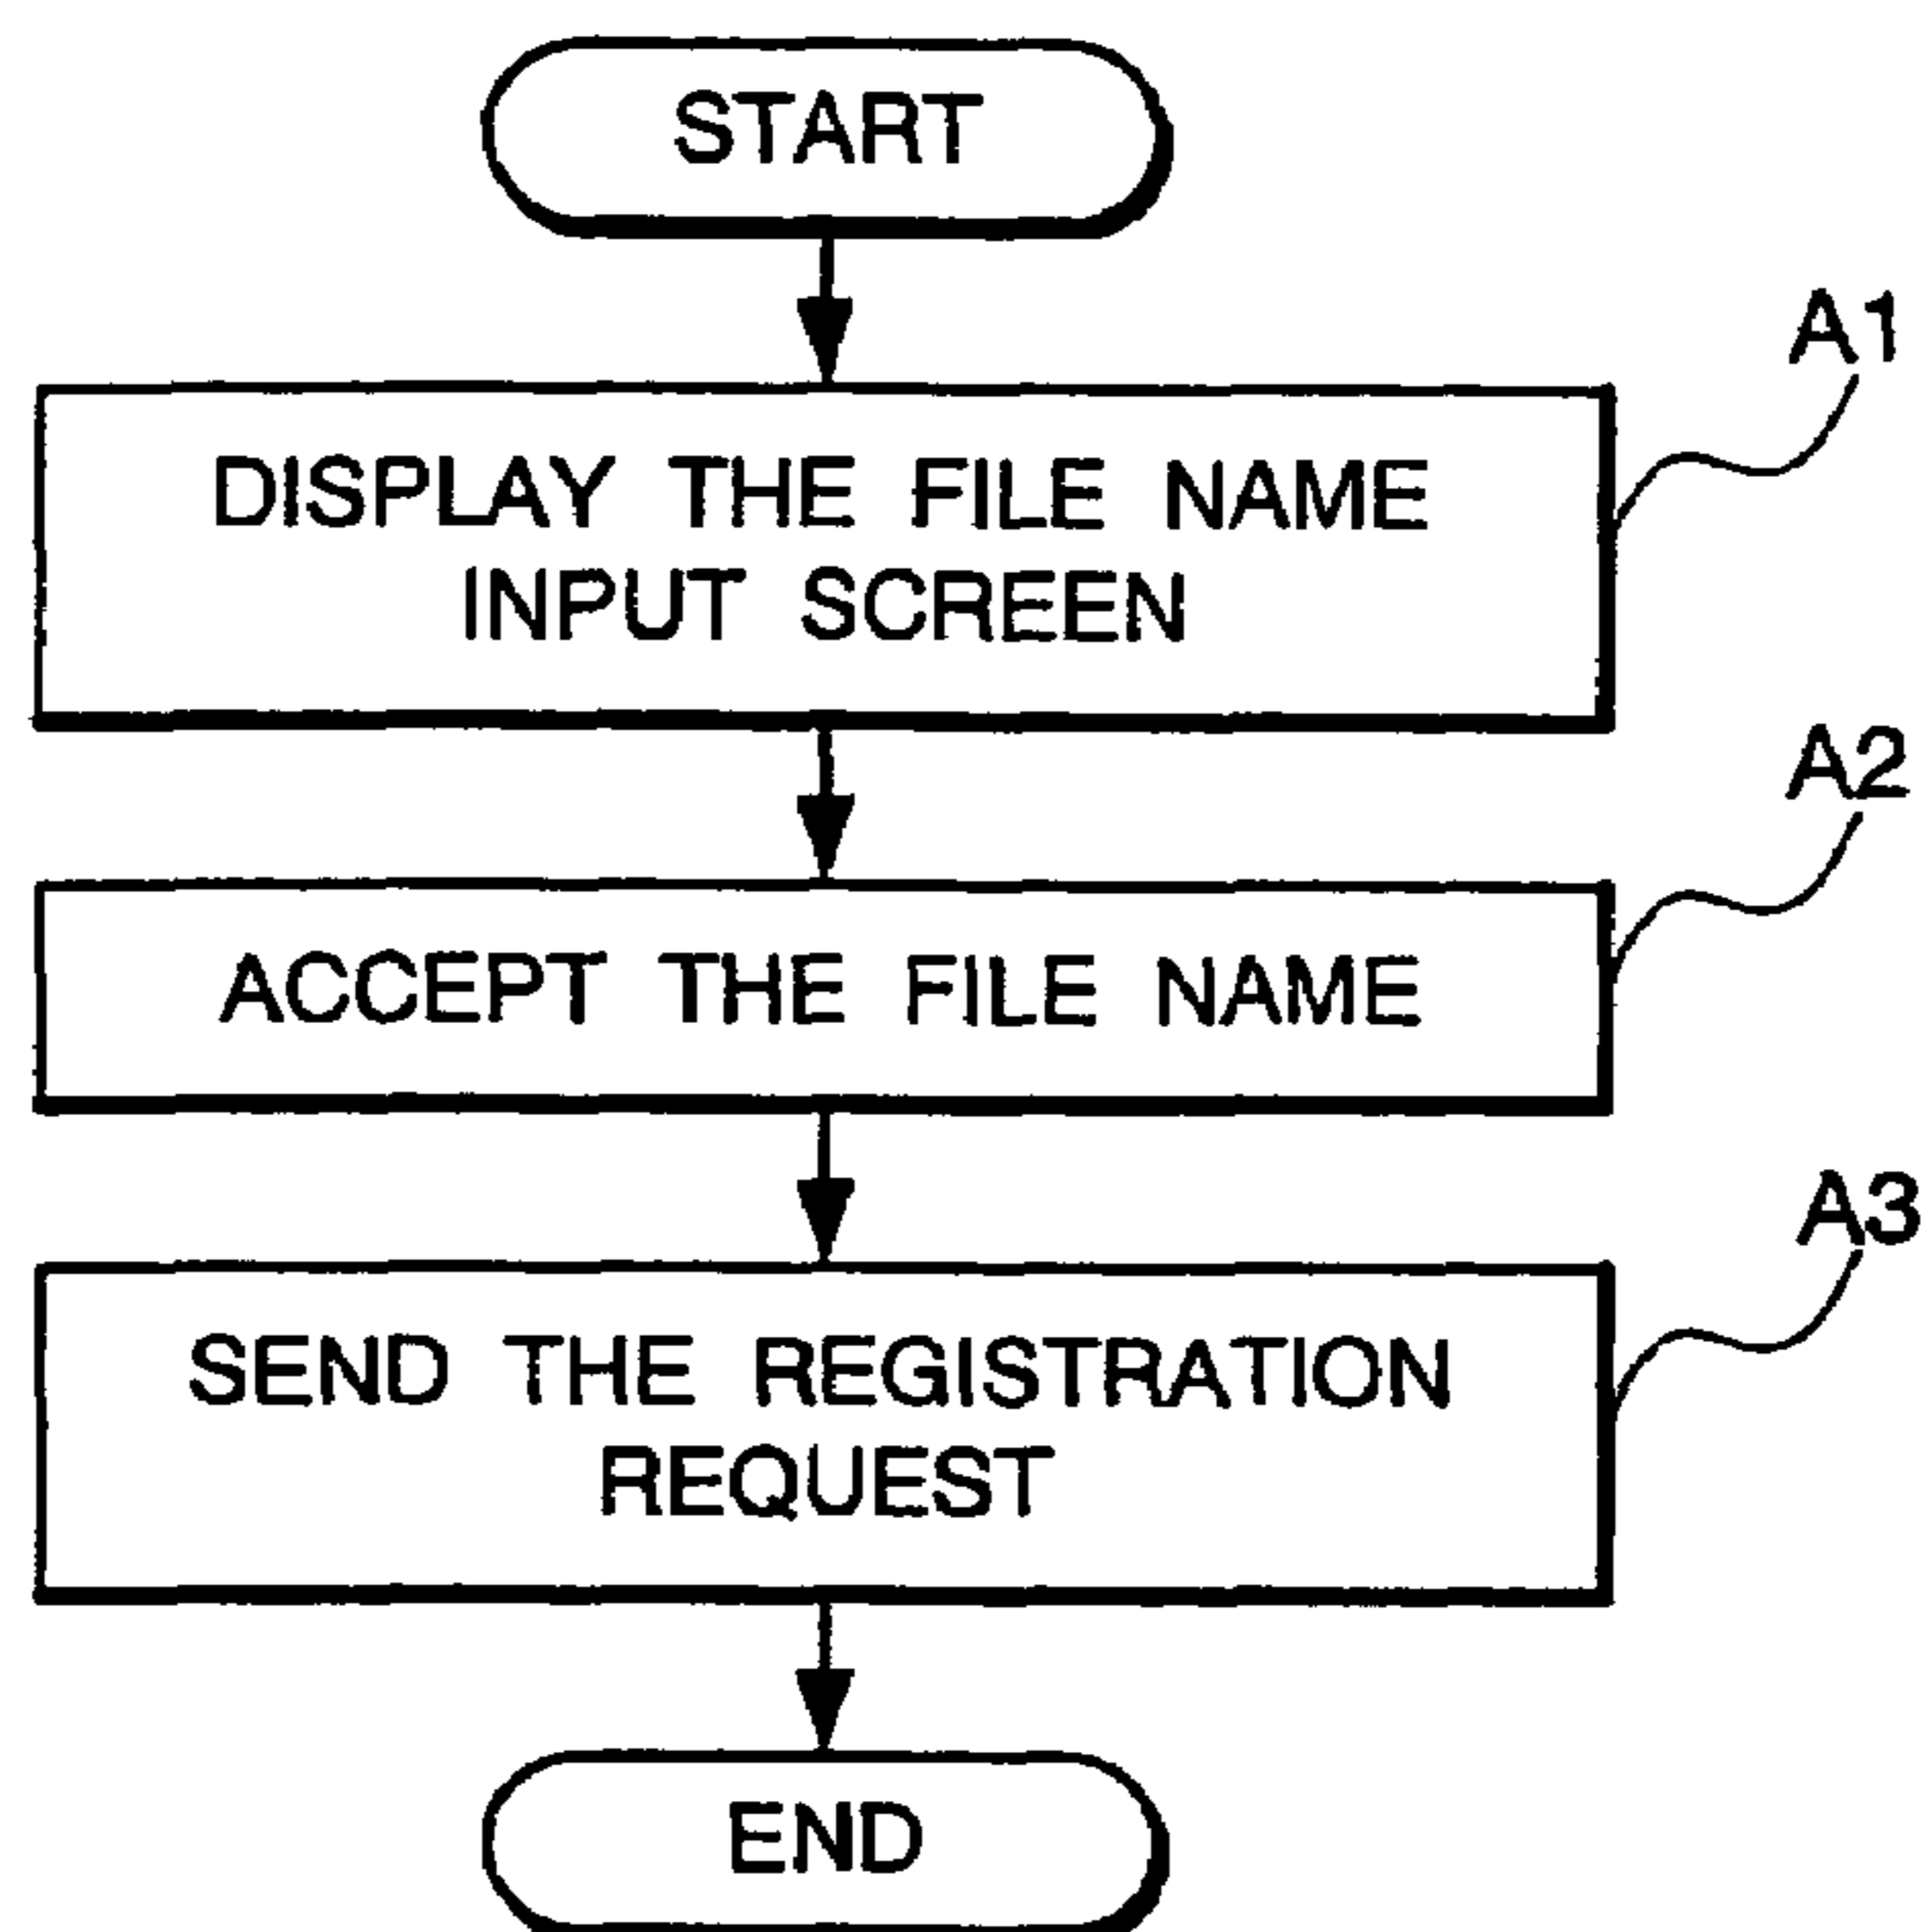 START
A1
DISPLAY THE FILE NAME
INPUT SCREEN
A2
ACCEPT THE FILE NAME
A3
SEND THE REGISTRATION
REQUEST
END